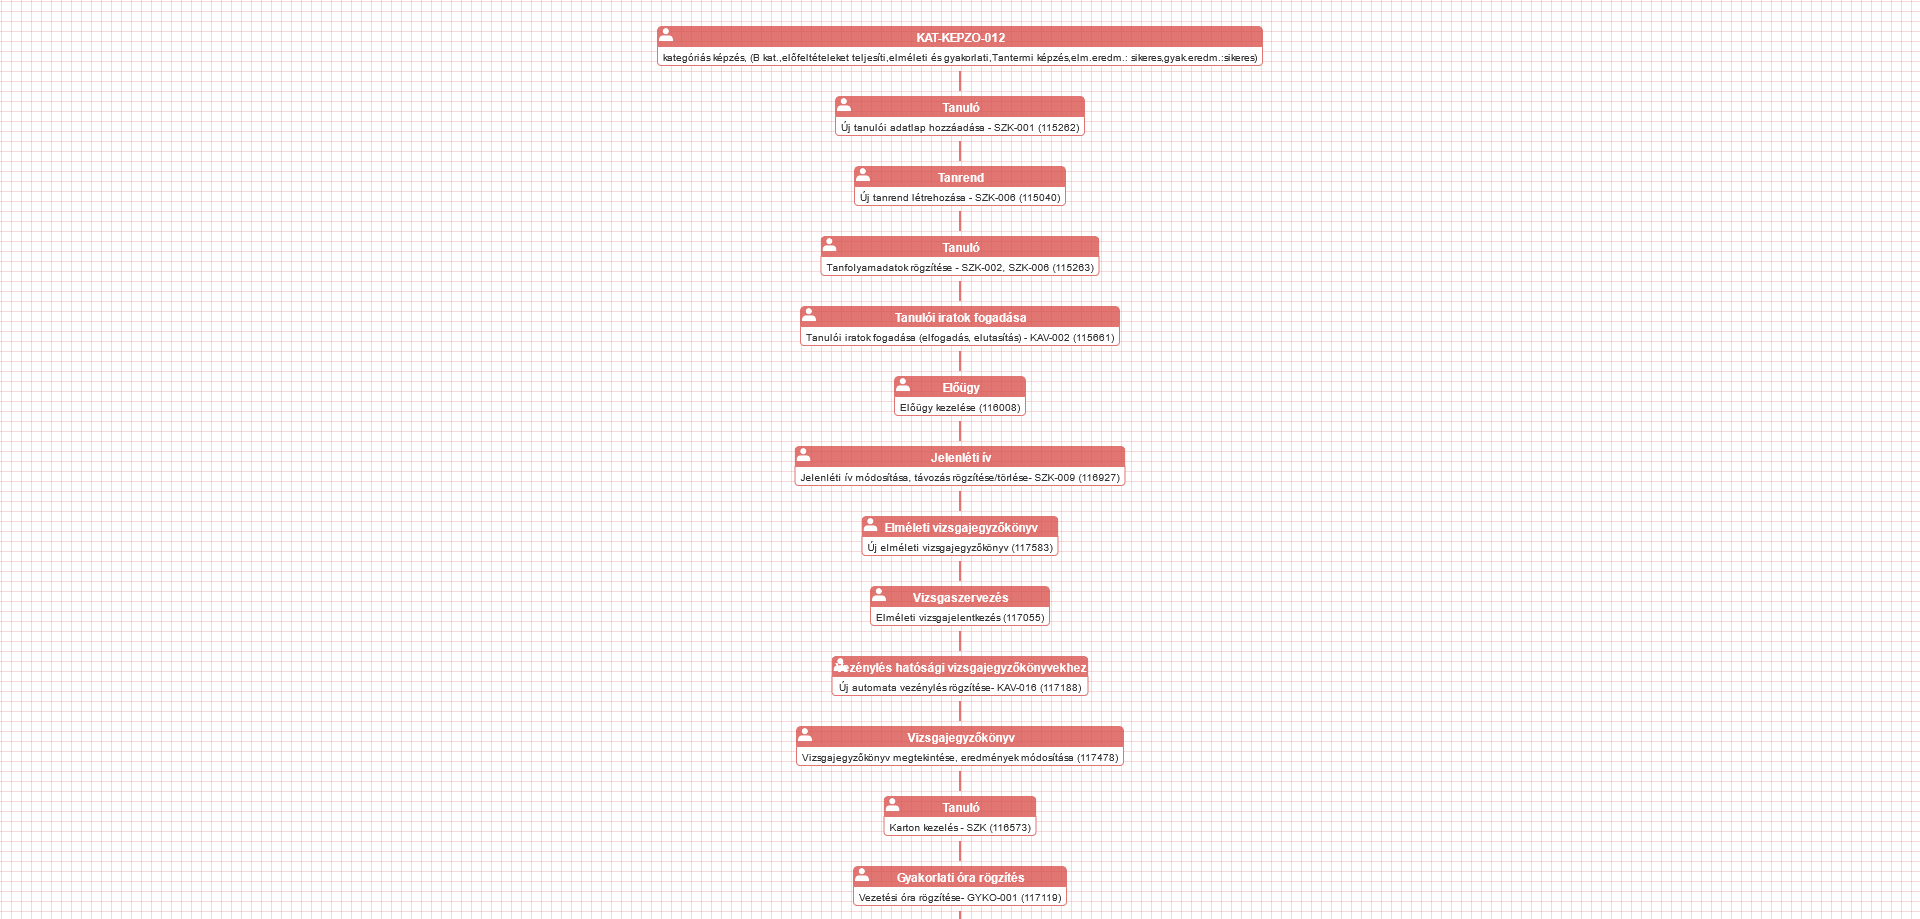 KAT-KEPZO-012
kategóriás képzés, (B kat.,előfeltételeket teljesíti,elméleti és gyakorlati,Tantermi képzés,elm.eredm.: sikeres,gyak.eredm.:sikeres)
Tanuló
Új tanulói adatlap hozzáadása - SZK-001 (115262)
Tanrend
Új tanrend létrehozása - SZK-006 (115040)
Tanuló
Tanfolyamadatok rögzítése - SZK-002, SZK-006 (115263)
Tanulói iratok fogadása
Tanulói iratok fogadása (elfogadás, elutasítás) - KAV-002 (115661)
Előügy
Előügy kezelése (116008)
Jelenléti ív
Jelenléti ív módosítása, távozás rögzítése/törlése- SZK-009 (116927)
Elméleti vizsgajegyzőkönyv
Új elméleti vizsgajegyzőkönyv (117583)
Vizsgaszervezés
Elméleti vizsgajelentkezés (117055)
Vezénylés hatósági vizsgajegyzőkönyvekhez
Új automata vezénylés rögzítése- KAV-016 (117188)
Vizsgajegyzőkönyv
Vizsgajegyzőkönyv megtekintése, eredmények módosítása (117478)
Tanuló
Karton kezelés - SZK (116573)
Gyakorlati óra rögzítés
Vezetési óra rögzítése- GYKO-001 (117119)